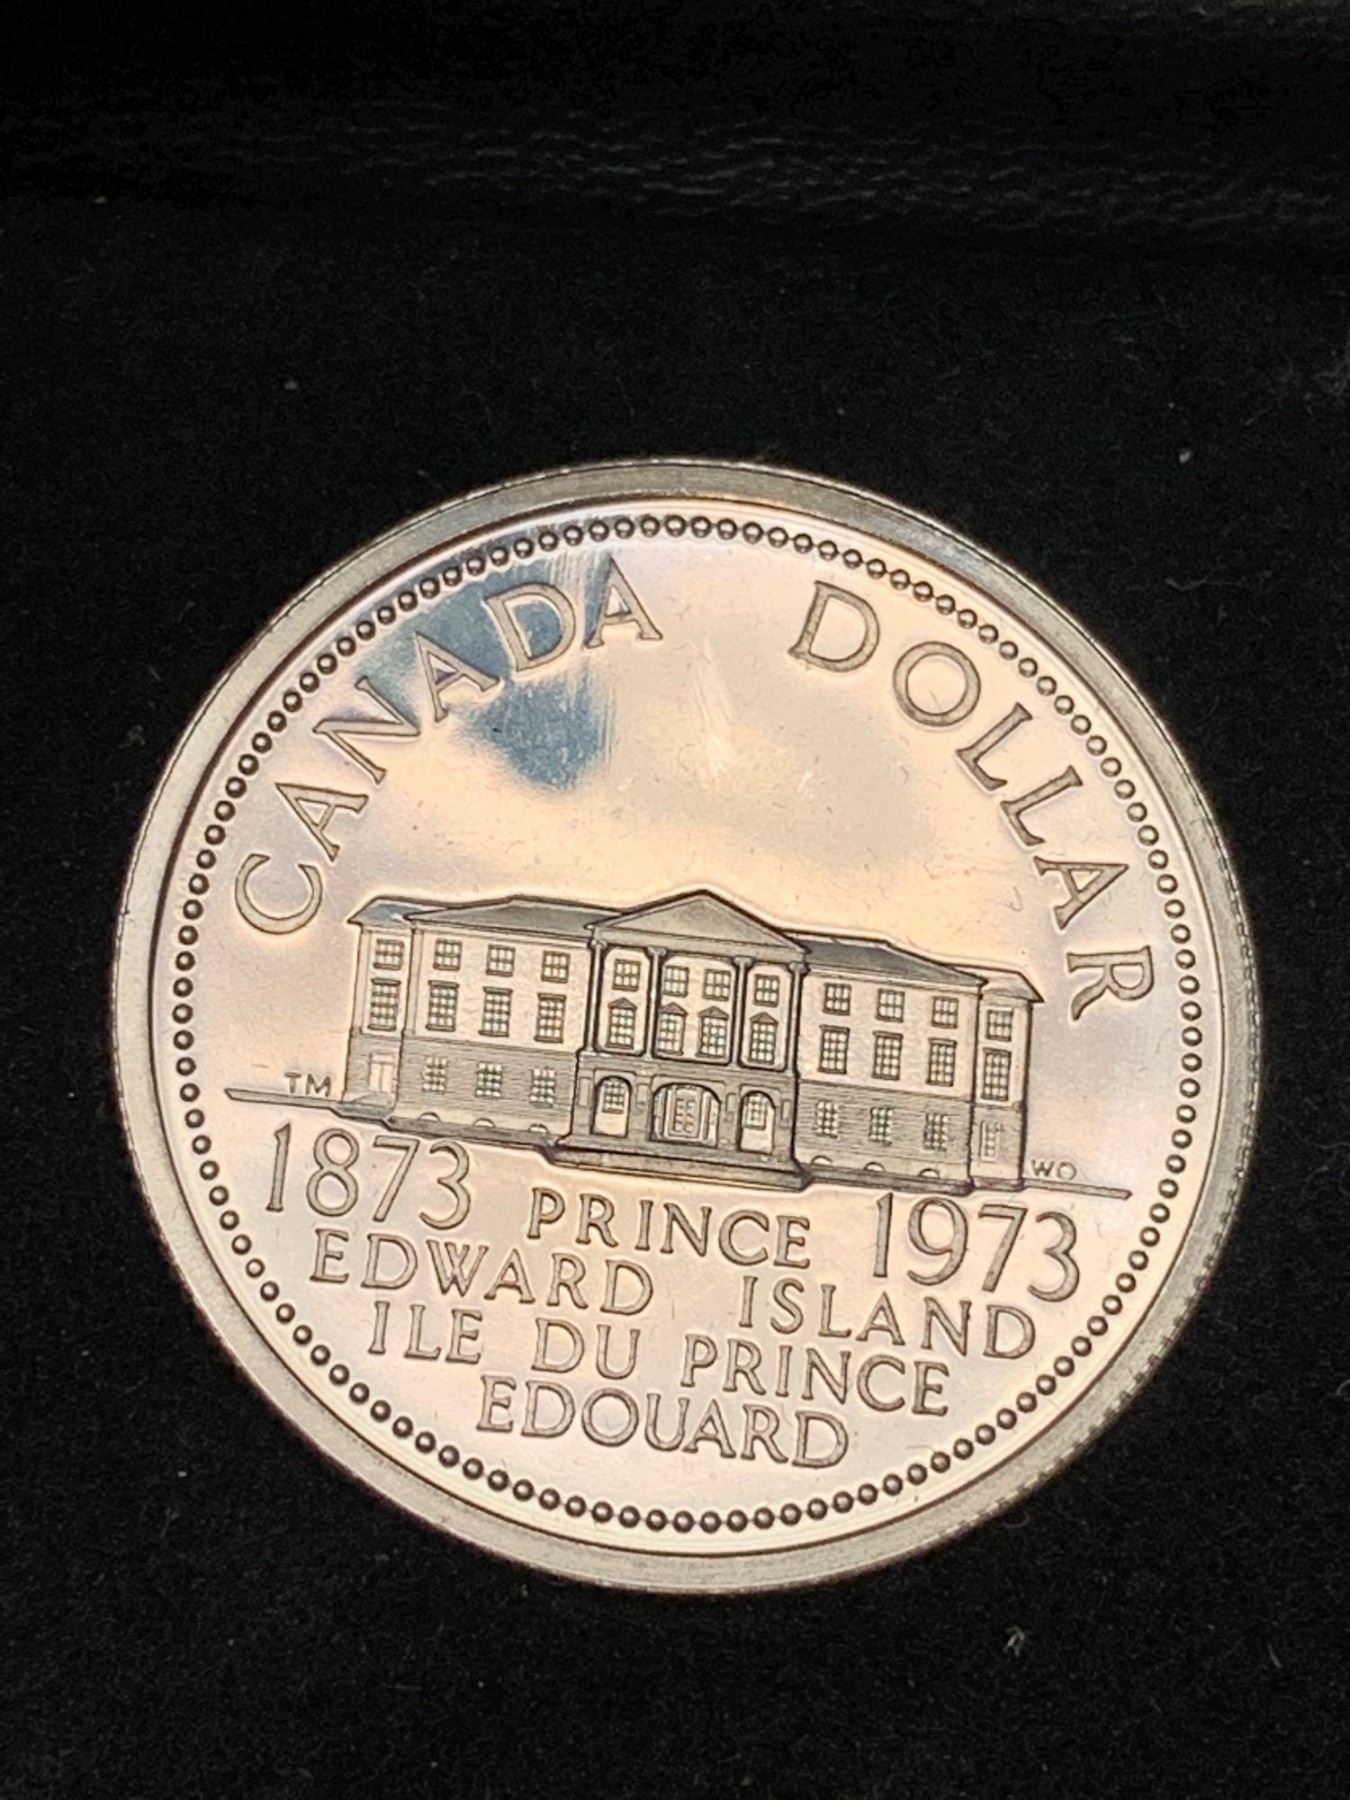 CANADA DOLLAR
TM
WO
1873 PRINCE 1973
EDWARD ISLAND
ILE DU PRINCE
EDOUARD